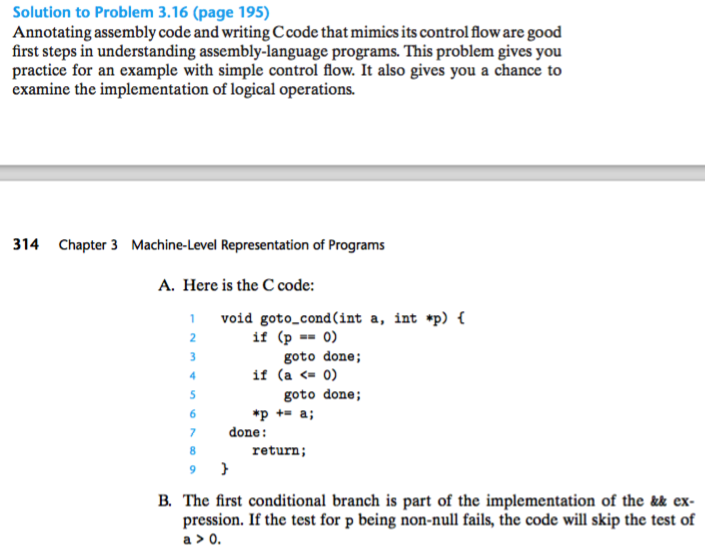 Solution to Problem 3.16 (page 195)
Annotating assembly code and writing C code that mimics its control flow are good
first steps in understanding assembly-language programs. This problem gives you
practice for an example with simple control flow. It also gives you a chance to
examine the implementation of logical operations.
314 Chapter 3 Machine-Level Representation of Programs
A. Here is the C code:
1 void goto_cond(int a, int *p) {
2 if (p == 0)
3 goto done;
4 if (a <= 0)
5 goto done;
6 *p += a;
7 done:
8 return;
9 }
B. The first conditional branch is part of the implementation of the && ex-
pression. If the test for p being non-null fails, the code will skip the test of
a > 0.